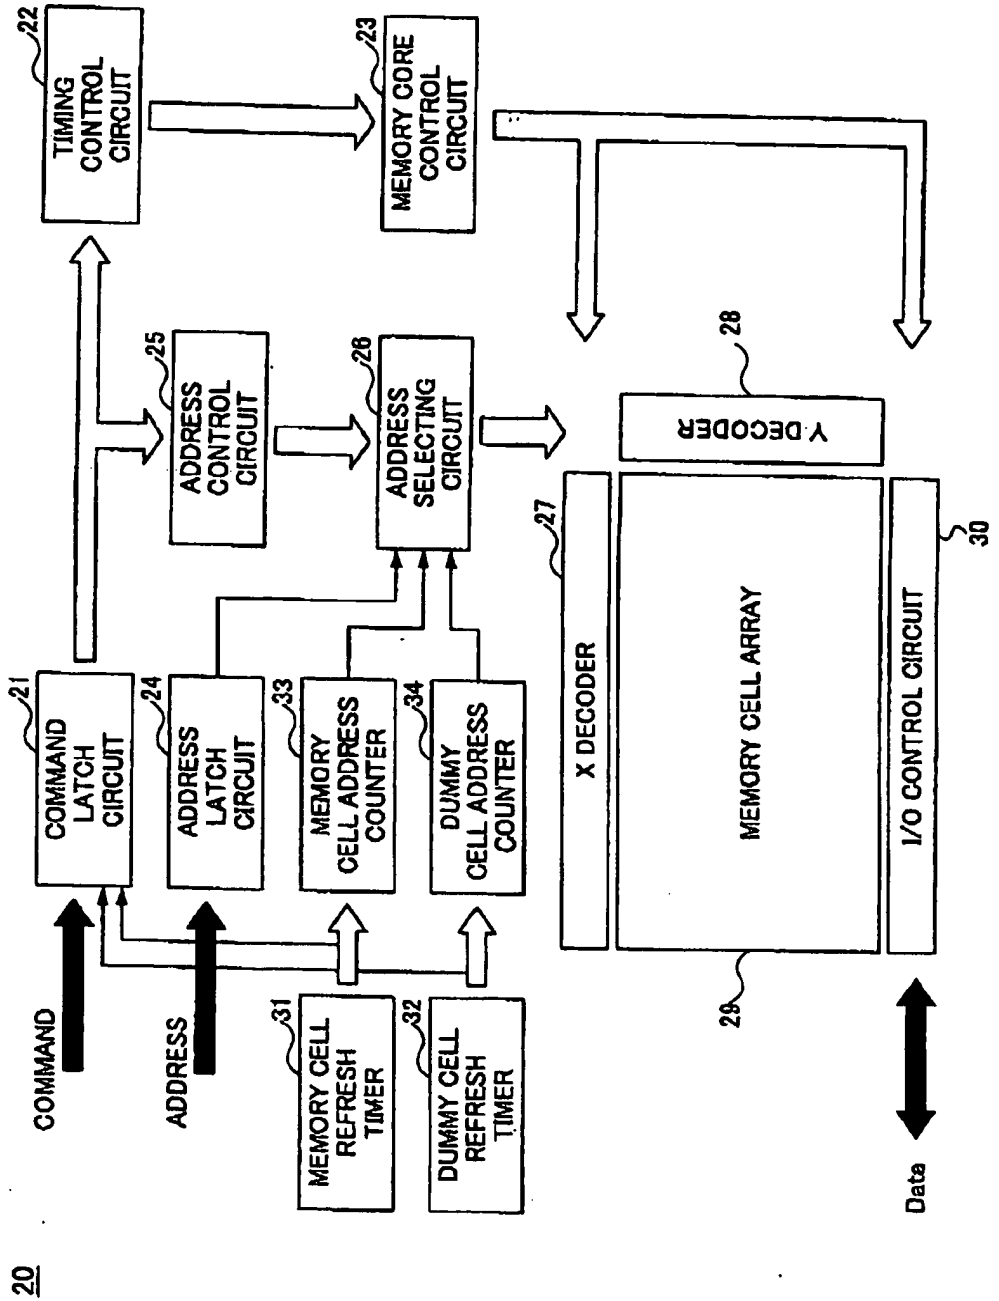 20
COMMAND
21
COMMAND
LATCH
CIRCUIT
22
TIMING
CONTROL
CIRCUIT
ADDRESS
24
ADDRESS
LATCH
CIRCUIT
25
ADDRESS
CONTROL
CIRCUIT
31
MEMORY CELL
REFRESH
TIMER
33
MEMORY
CELL ADDRESS
COUNTER
26
ADDRESS
SELECTING
CIRCUIT
23
MEMORY CORE
CONTROL
CIRCUIT
32
DUMMY CELL
REFRESH
TIMER
34
DUMMY
CELL ADDRESS
COUNTER
27
X DECODER
29
MEMORY CELL ARRAY
28
Y DECODER
Data
I/O CONTROL CIRCUIT
30